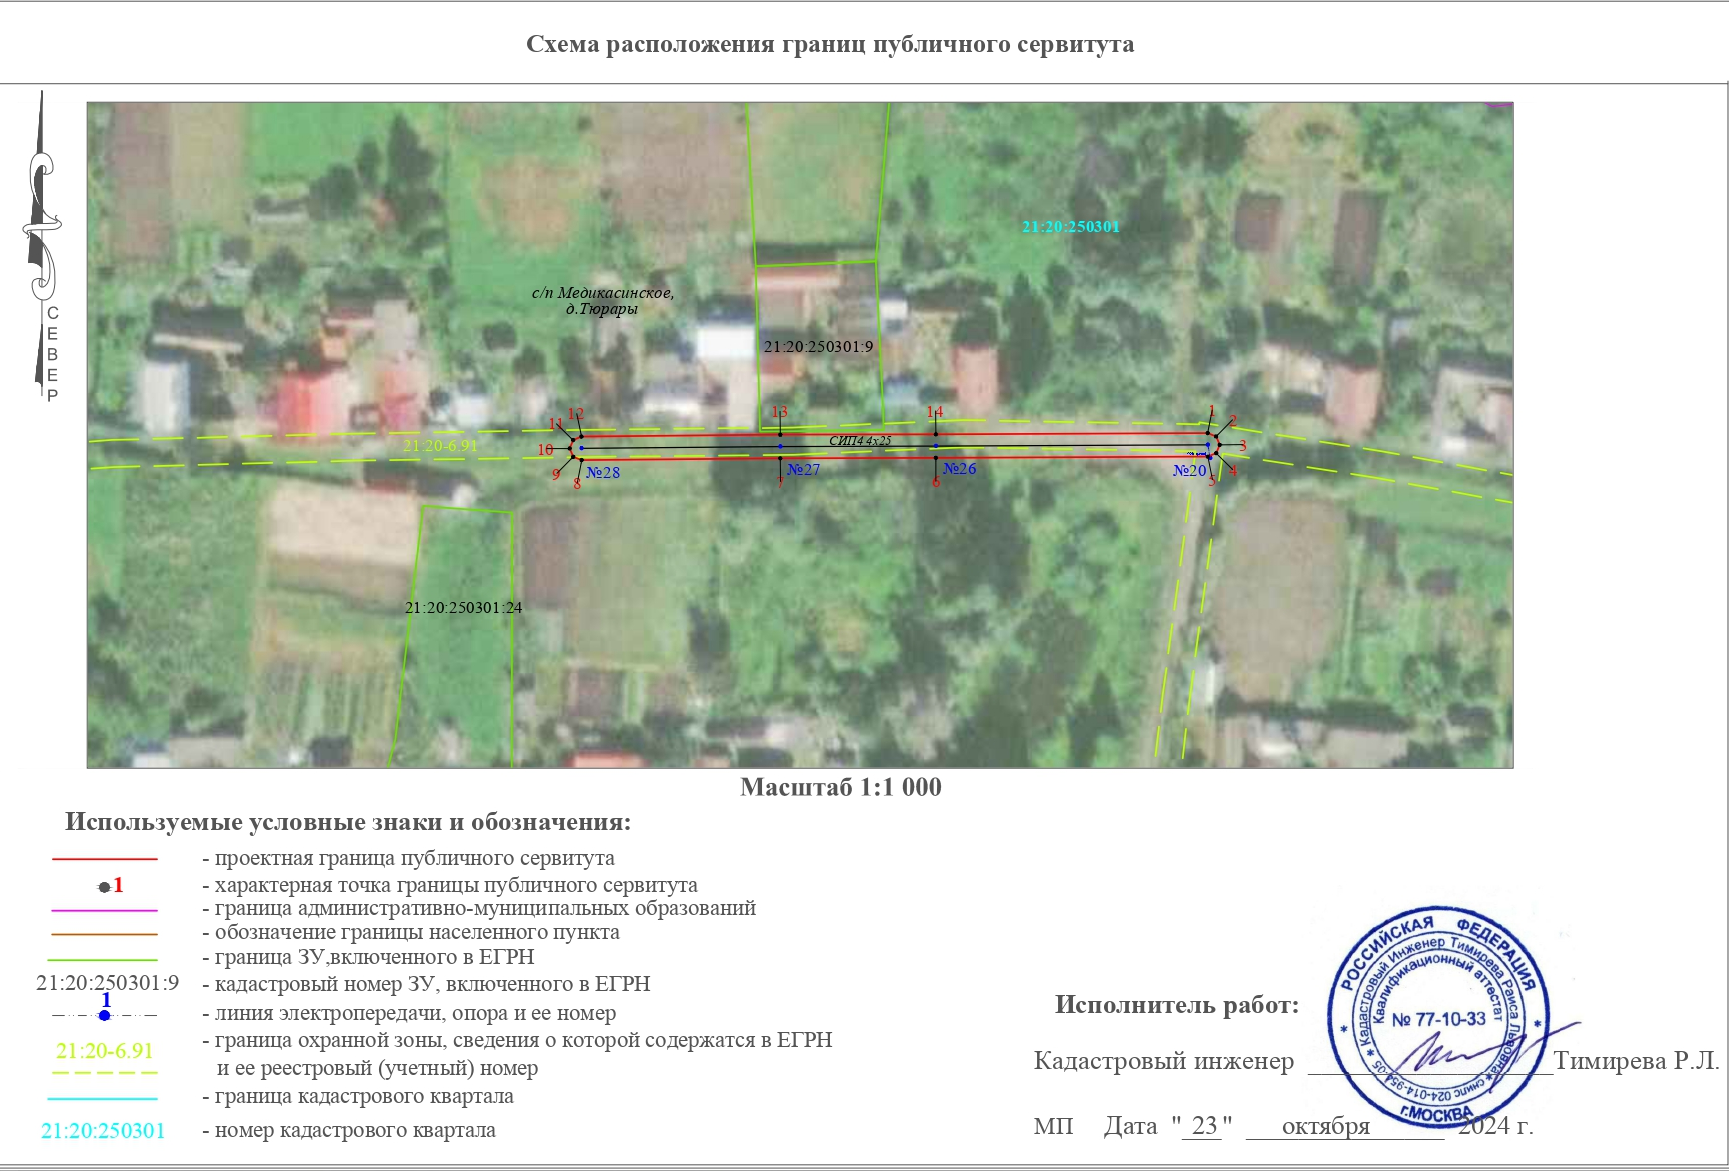 Схема расположения границ публичного сервитута
СЕВЕР
21:20:250301
с/п Медикасинское,
д.Тюрары
21:20:250301:9
11 12 13 14 1 2
21:20-6.91
СИП4 4х25
10 3
9 8 №28 7 №27 6 №26 №20 5 4
21:20:250301:24
Масштаб 1:1 000
Используемые условные знаки и обозначения:
- проектная граница публичного сервитута
1 - характерная точка границы публичного сервитута
- граница административно-муниципальных образований
- обозначение границы населенного пункта
- граница ЗУ,включенного в ЕГРН
21:20:250301:9 - кадастровый номер ЗУ, включенного в ЕГРН
1 - линия электропередачи, опора и ее номер
21:20-6.91 - граница охранной зоны, сведения о которой содержатся в ЕГРН
и ее реестровый (учетный) номер
- граница кадастрового квартала
21:20:250301 - номер кадастрового квартала
Исполнитель работ:
Кадастровый инженер Тимирева Р.Л.
МП Дата "23" октября 2024 г.
РОССИЙСКАЯ ФЕДЕРАЦИЯ
г.МОСКВА
* Кадастровый Инженер Тимирева Раиса Львовна *
Квалификационный аттестат
№ 77-10-33